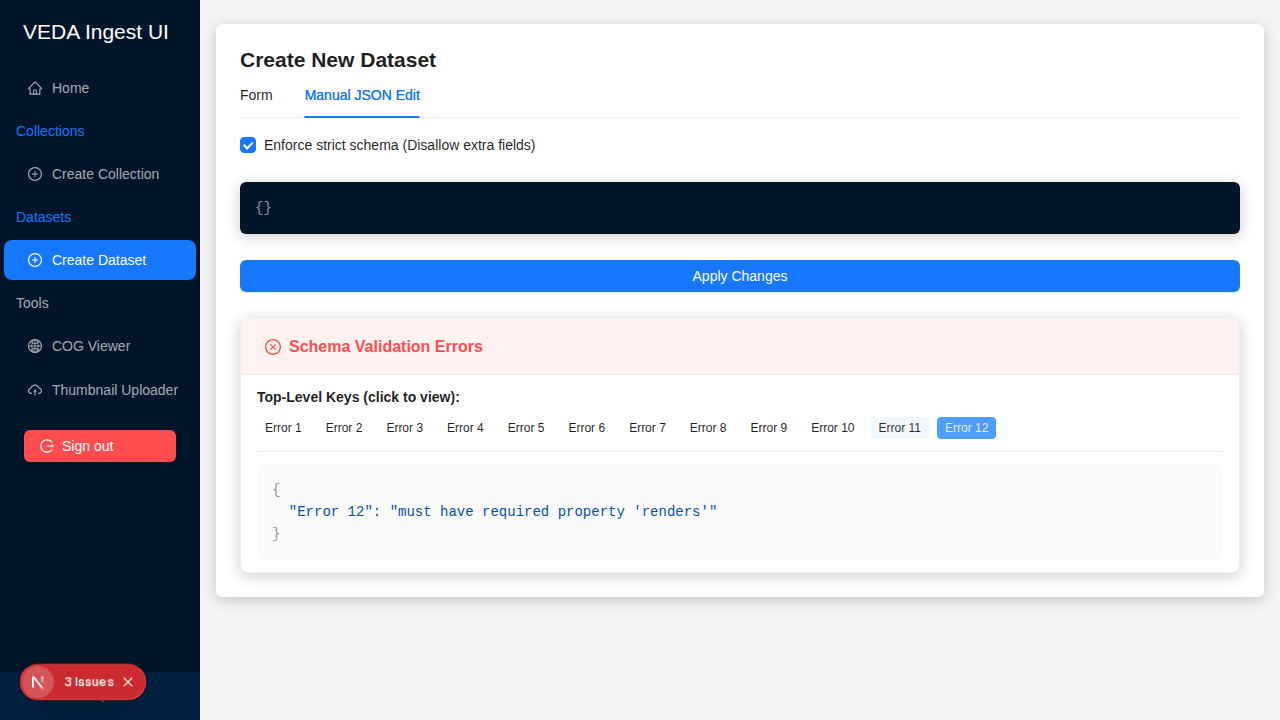 VEDA Ingest UI
Home
Collections
Create Collection
Datasets
Create Dataset
Tools
COG Viewer
Thumbnail Uploader
Sign out
3 Issues
Create New Dataset
Form Manual JSON Edit
Enforce strict schema (Disallow extra fields)
{}
Apply Changes
Schema Validation Errors
Top-Level Keys (click to view):
Error 1 Error 2 Error 3 Error 4 Error 5 Error 6 Error 7 Error 8 Error 9 Error 10 Error 11 Error 12
{
"Error 12": "must have required property 'renders'"
}